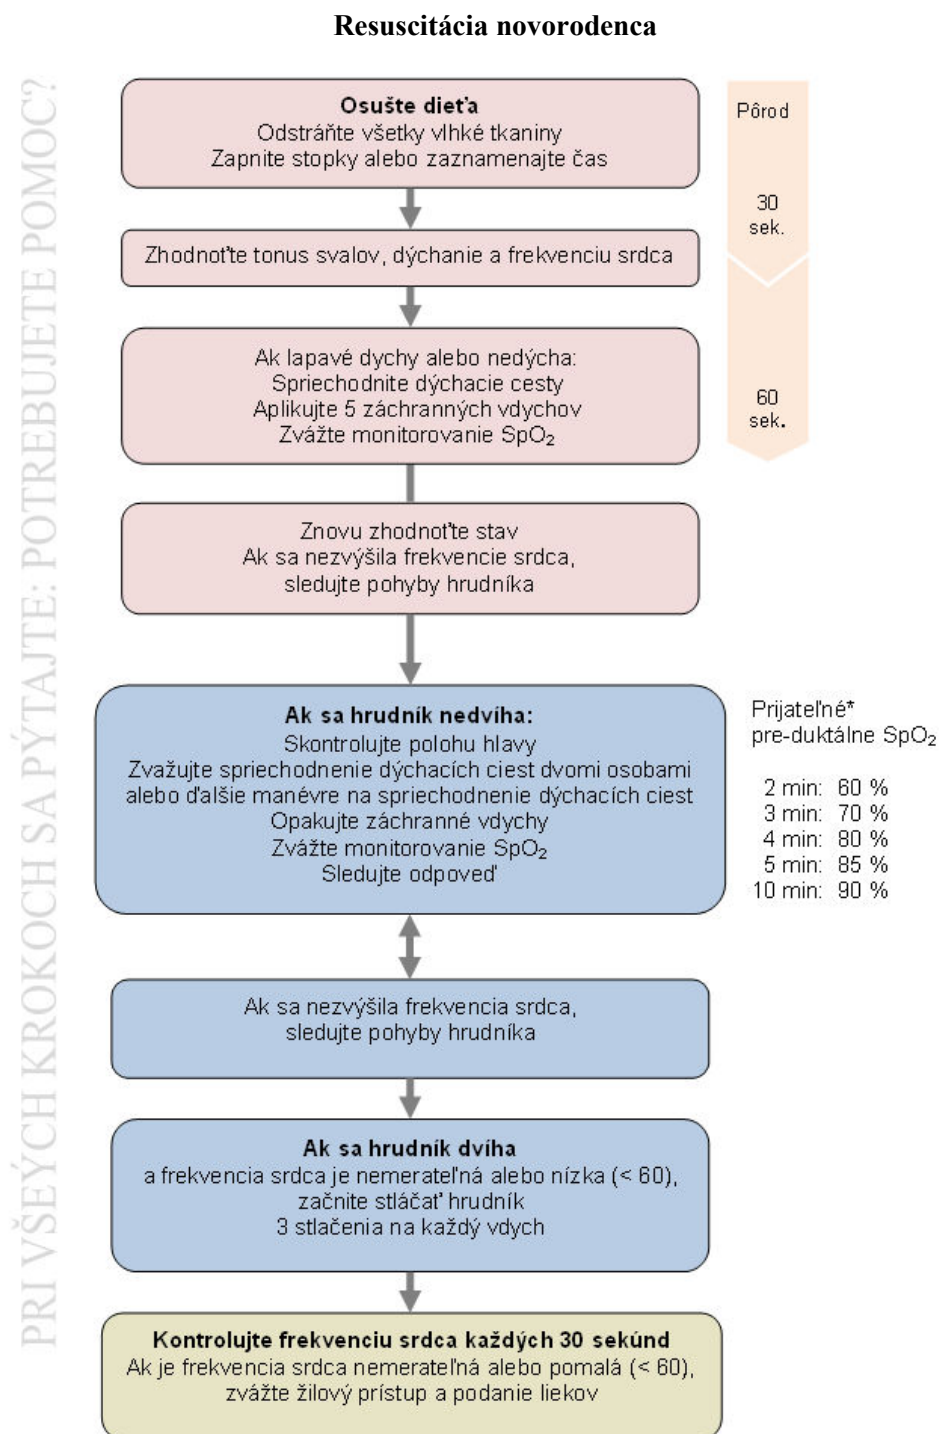 Resuscitácia novorodenca
PRI VŠEÝCH KROKOCH SA PÝTAJTE: POTREBUJETE POMOC?
Osušte dieťa
Odstráňte všetky vlhké tkaniny
Zapnite stopky alebo zaznamenajte čas
Pôrod
30
sek.
Zhodnoťte tonus svalov, dýchanie a frekvenciu srdca
Ak lapavé dychy alebo nedýcha:
Spriechodnite dýchacie cesty
Aplikujte 5 záchranných vdychov
Zvážte monitorovanie SpO₂
60
sek.
Znovu zhodnoťte stav
Ak sa nezvýšila frekvencie srdca,
sledujte pohyby hrudníka
Ak sa hrudník nedvíha:
Skontrolujte polohu hlavy
Zvažujte spriechodnenie dýchacích ciest dvomi osobami
alebo ďalšie manévre na spriechodnenie dýchacích ciest
Opakujte záchranné vdychy
Zvážte monitorovanie SpO₂
Sledujte odpoveď
Prijateľné*
pre-duktálne SpO₂
2 min: 60 %
3 min: 70 %
4 min: 80 %
5 min: 85 %
10 min: 90 %
Ak sa nezvýšila frekvencia srdca,
sledujte pohyby hrudníka
Ak sa hrudník dvíha
a frekvencia srdca je nemerateľná alebo nízka (< 60),
začnite stláčať hrudník
3 stlačenia na každý vdych
Kontrolujte frekvenciu srdca každých 30 sekúnd
Ak je frekvencia srdca nemerateľná alebo pomalá (< 60),
zvážte žilový prístup a podanie liekov